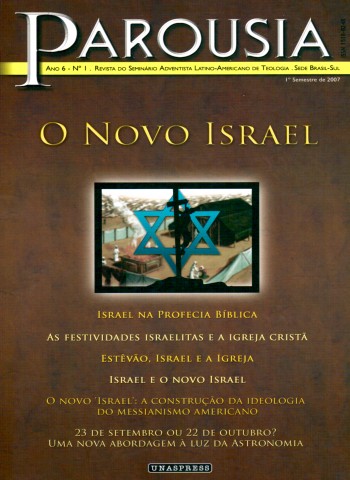 PAROUSIA
ANO 6 - Nº 1 . REVISTA DO SEMINÁRIO ADVENTISTA LATINO-AMERICANO DE TEOLOGIA . SEDE BRASIL-SUL
1º Semestre de 2007
O NOVO ISRAEL
ISRAEL NA PROFECIA BÍBLICA
AS FESTIVIDADES ISRAELITAS E A IGREJA CRISTÃ
ESTÊVÃO, ISRAEL E A IGREJA
ISRAEL E O NOVO ISRAEL
O NOVO 'ISRAEL': A CONSTRUÇÃO DA IDEOLOGIA
DO MESSIANISMO AMERICANO
23 DE SETEMBRO OU 22 DE OUTUBRO?
UMA NOVA ABORDAGEM À LUZ DA ASTRONOMIA
UNASPRESS